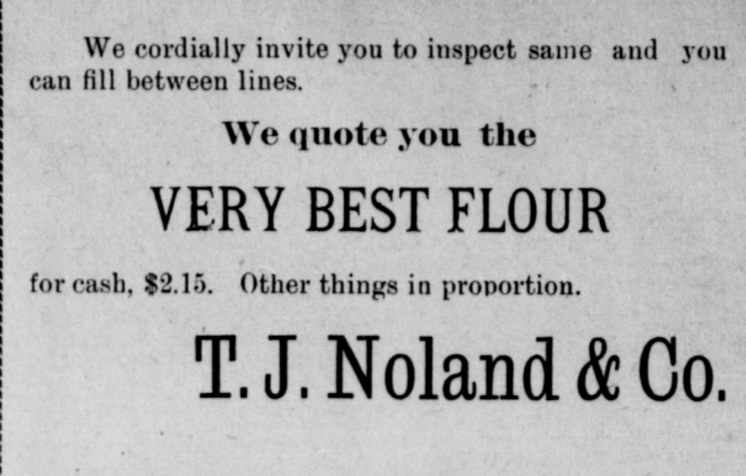 We cordially invite you to inspect same and you
can fill between lines.
We quote you the
VERY BEST FLOUR
for cash, $2.15. Other things in proportion.
T. J. Noland & Co.